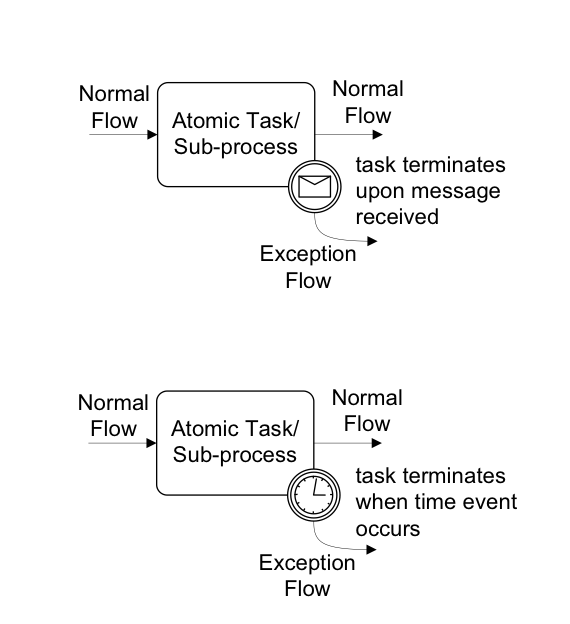 Normal
Flow
Atomic Task/
Sub-process
Normal
Flow
task terminates
upon message
received
Exception
Flow
Normal
Flow
Atomic Task/
Sub-process
Normal
Flow
task terminates
when time event
occurs
Exception
Flow